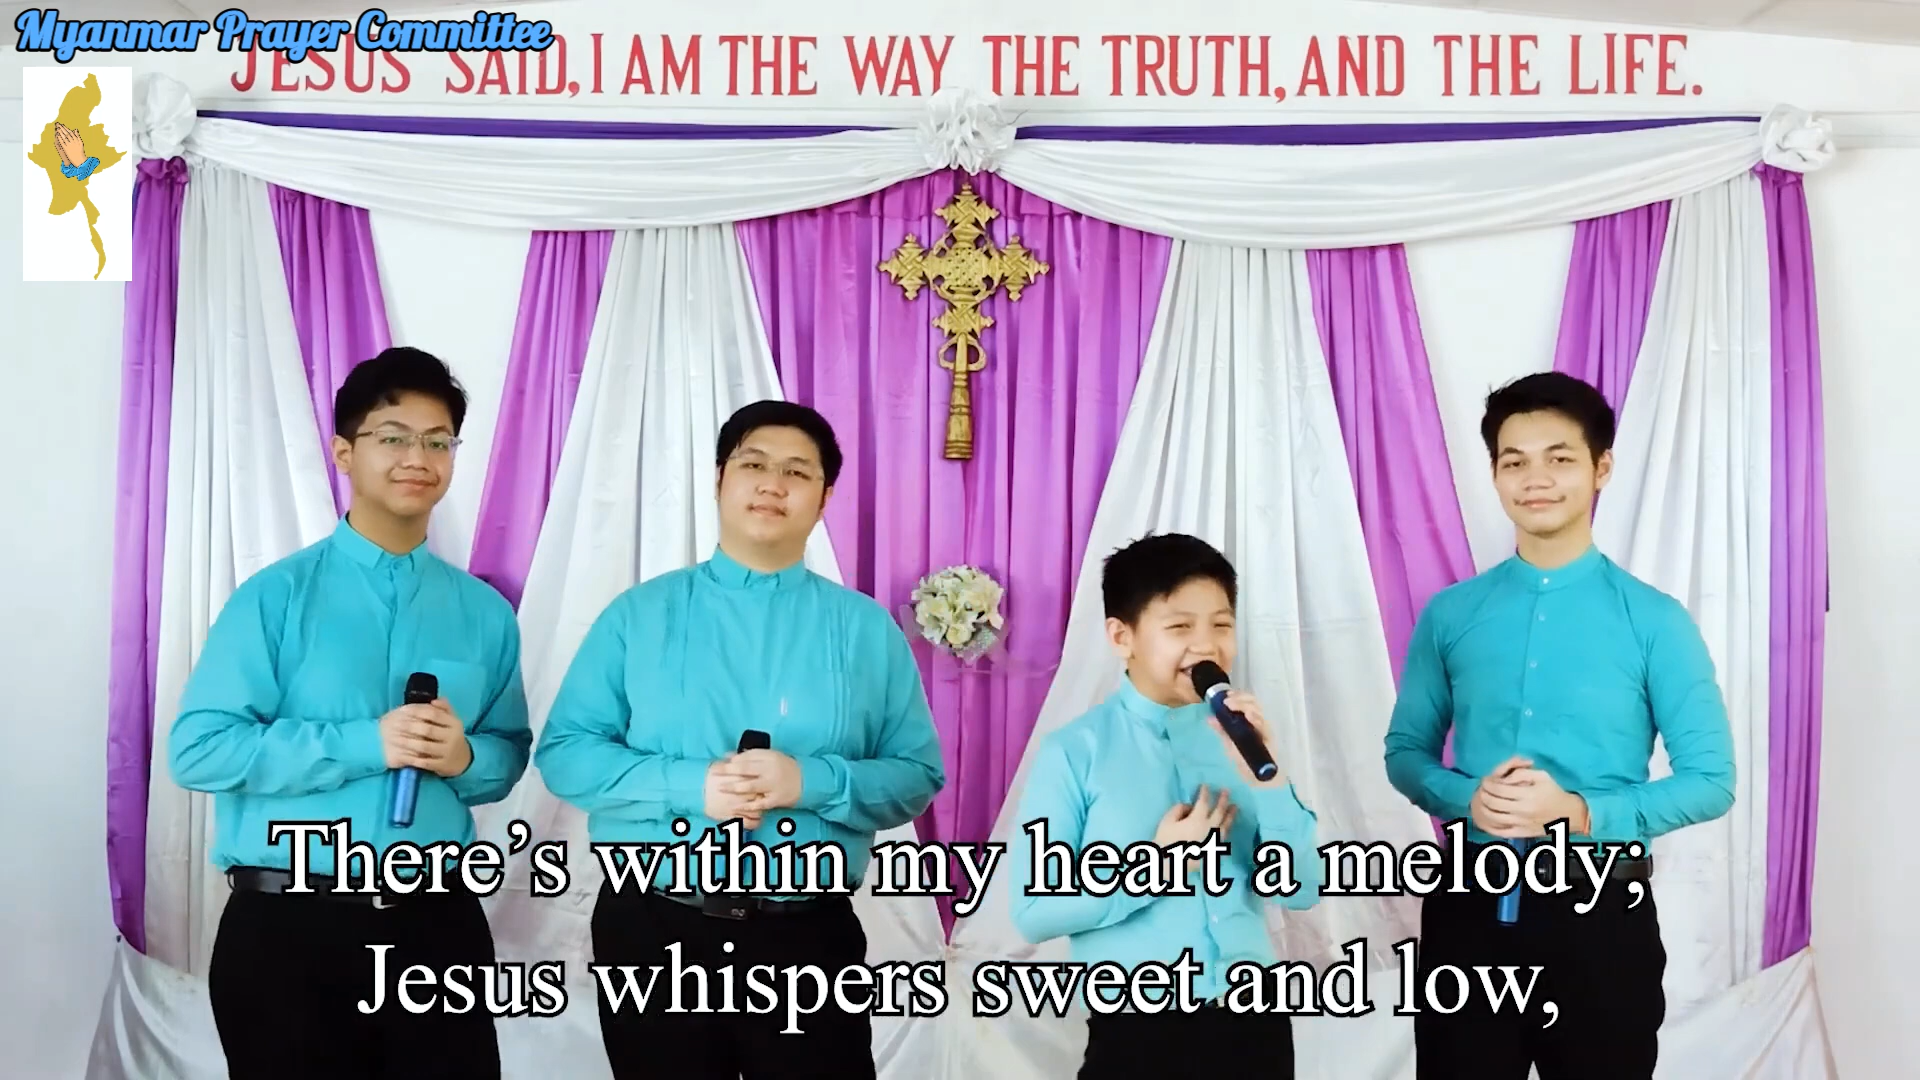 Myanmar Prayer Committee
JESUS SAID, I AM THE WAY THE TRUTH, AND THE LIFE.
There's within my heart a melody;
Jesus whispers sweet and low,